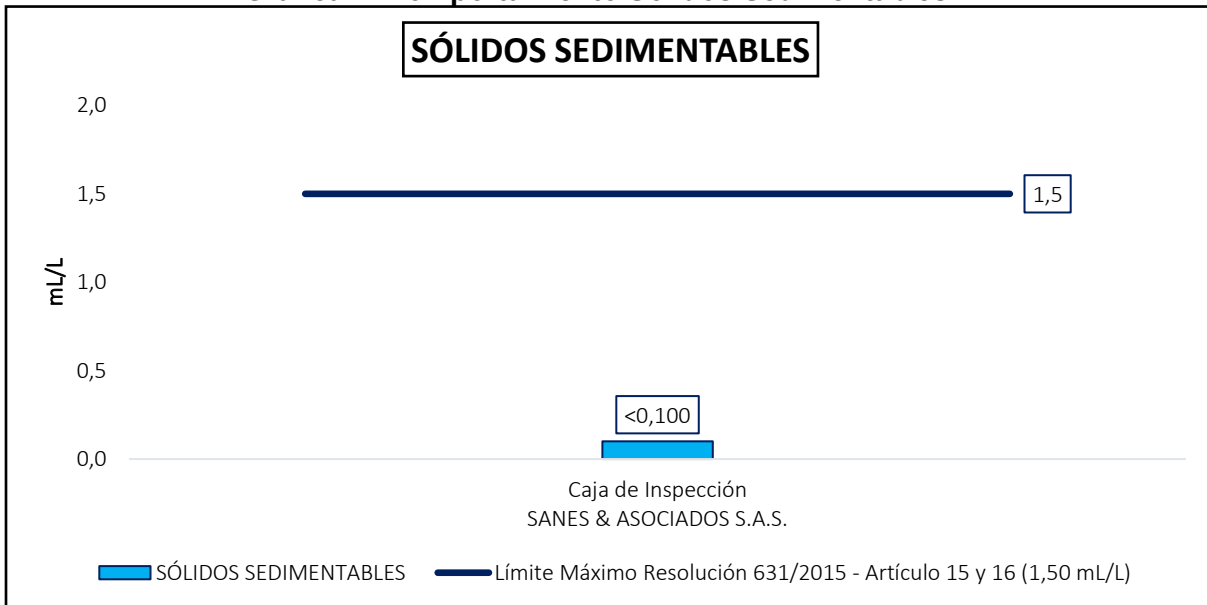 SÓLIDOS SEDIMENTABLES
2,0
1,5
1,0
0,5
0,0
mL/L
1,5
<0,100
Caja de Inspección
SANES & ASOCIADOS S.A.S.
SÓLIDOS SEDIMENTABLES
Límite Máximo Resolución 631/2015 - Artículo 15 y 16 (1,50 mL/L)